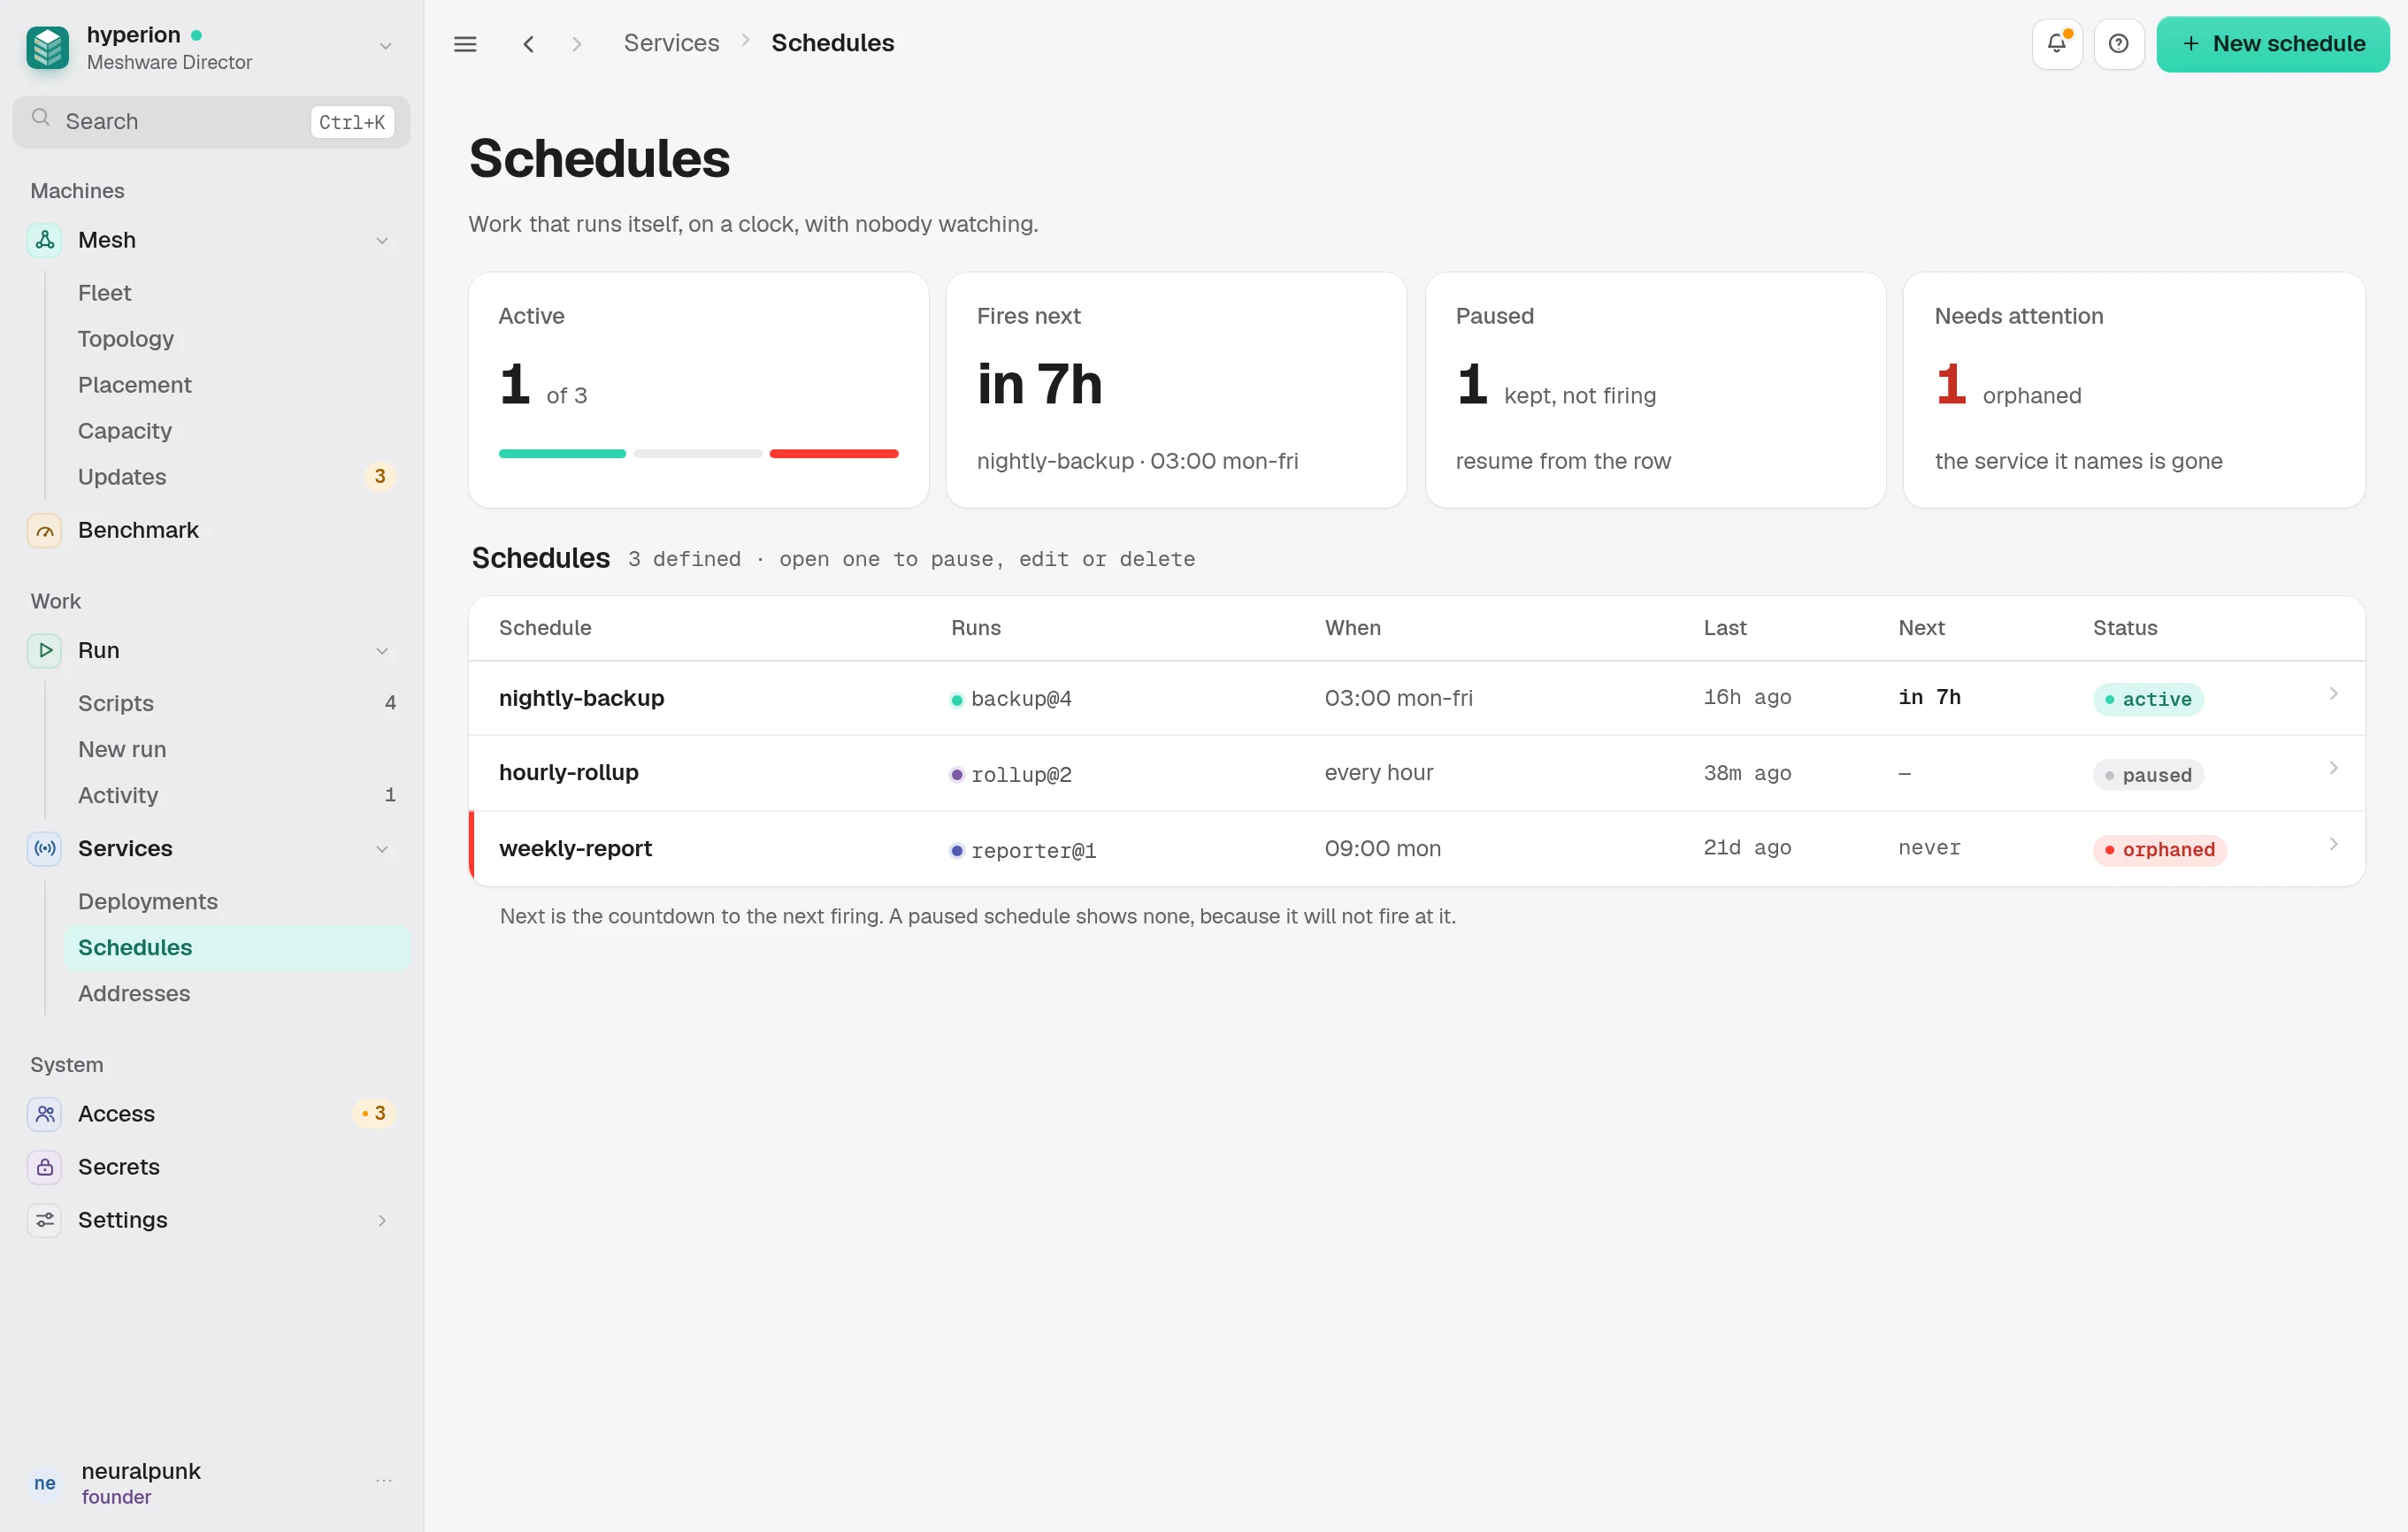 hyperion
Meshware Director
Search
Ctrl+K
Machines
Mesh
Fleet
Topology
Placement
Capacity
Updates 3
Benchmark
Work
Run
Scripts 4
New run
Activity 1
Services
Deployments
Schedules
Addresses
System
Access 3
Secrets
Settings
ne
neuralpunk
founder
Services Schedules
New schedule
Schedules
Work that runs itself, on a clock, with nobody watching.
Active
1 of 3
Fires next
in 7h
nightly-backup · 03:00 mon-fri
Paused
1 kept, not firing
resume from the row
Needs attention
1 orphaned
the service it names is gone
Schedules 3 defined · open one to pause, edit or delete
Schedule Runs When Last Next Status
nightly-backup backup@4 03:00 mon-fri 16h ago in 7h active
hourly-rollup rollup@2 every hour 38m ago – paused
weekly-report reporter@1 09:00 mon 21d ago never orphaned
Next is the countdown to the next firing. A paused schedule shows none, because it will not fire at it.